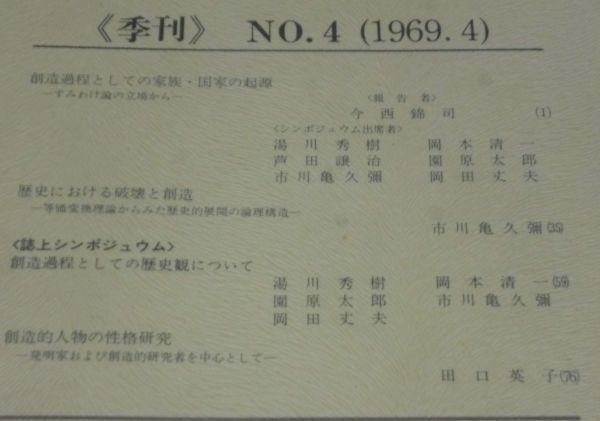 《季刊》 NO.4 (1969.4)
創造過程としての家族・国家の起源
―すみわけ論の立場から―
〈報告者〉
今西錦司 (1)
〈シンポジュウム出席者〉
湯川秀樹 岡本清一
芦田譲治 園原太郎
市川亀久彌 岡田丈夫
歴史における破壊と創造
―等価変換理論からみた歴史的展開の論理構造―
市川亀久彌 (35)
〈誌上シンポジュウム〉
創造過程としての歴史観について
湯川秀樹 岡本清一 (59)
園原太郎 市川亀久彌
岡田丈夫
創造的人物の性格研究
―発明家および創造的研究者を中心として―
田口英子 (76)